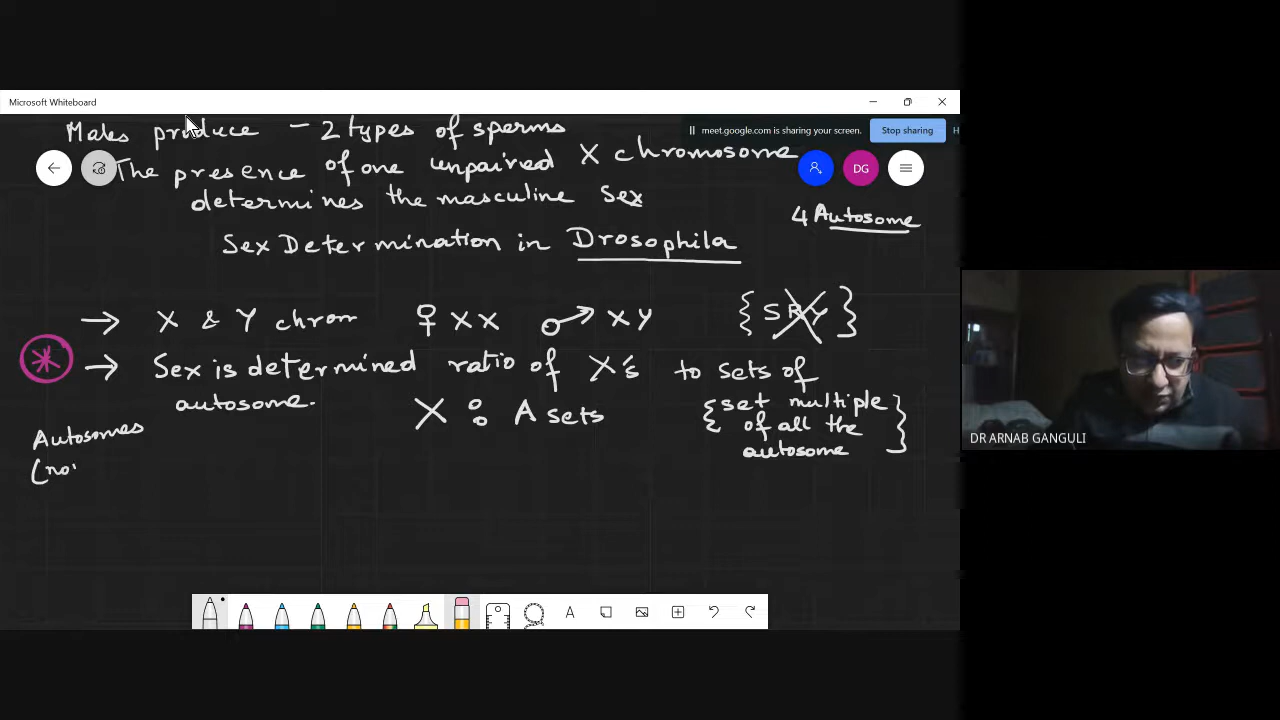 Microsoft Whiteboard
Males produce - 2 types of sperms
meet.google.com is sharing your screen.
Stop sharing
H
The presence of one unpaired X chromosome
DG
determines the masculine Sex
4 Autosome
Sex Determination in Drosophila
→ X & Y chrom ♀ XX ♂ XY { SRY }
→ Sex is determined ratio of X's to sets of
autosome.
X : A sets
{ set multiple
of all the
autosome }
Autosomes
DR ARNAB GANGULI
A